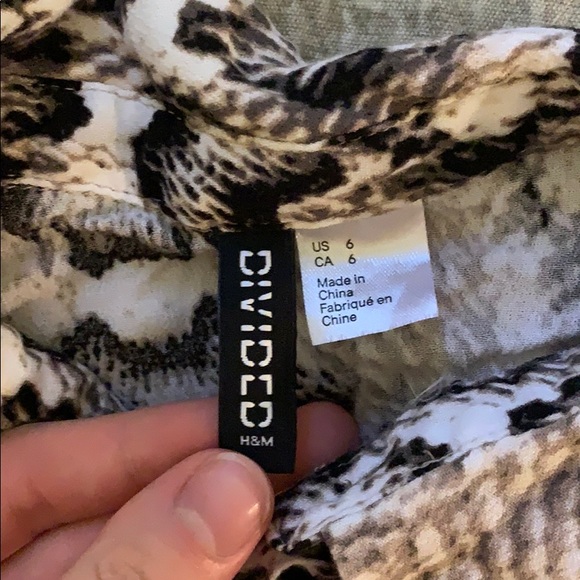 DIVIDED
H&M
US 6
CA 6
Made in
China
Fabriqué en
Chine